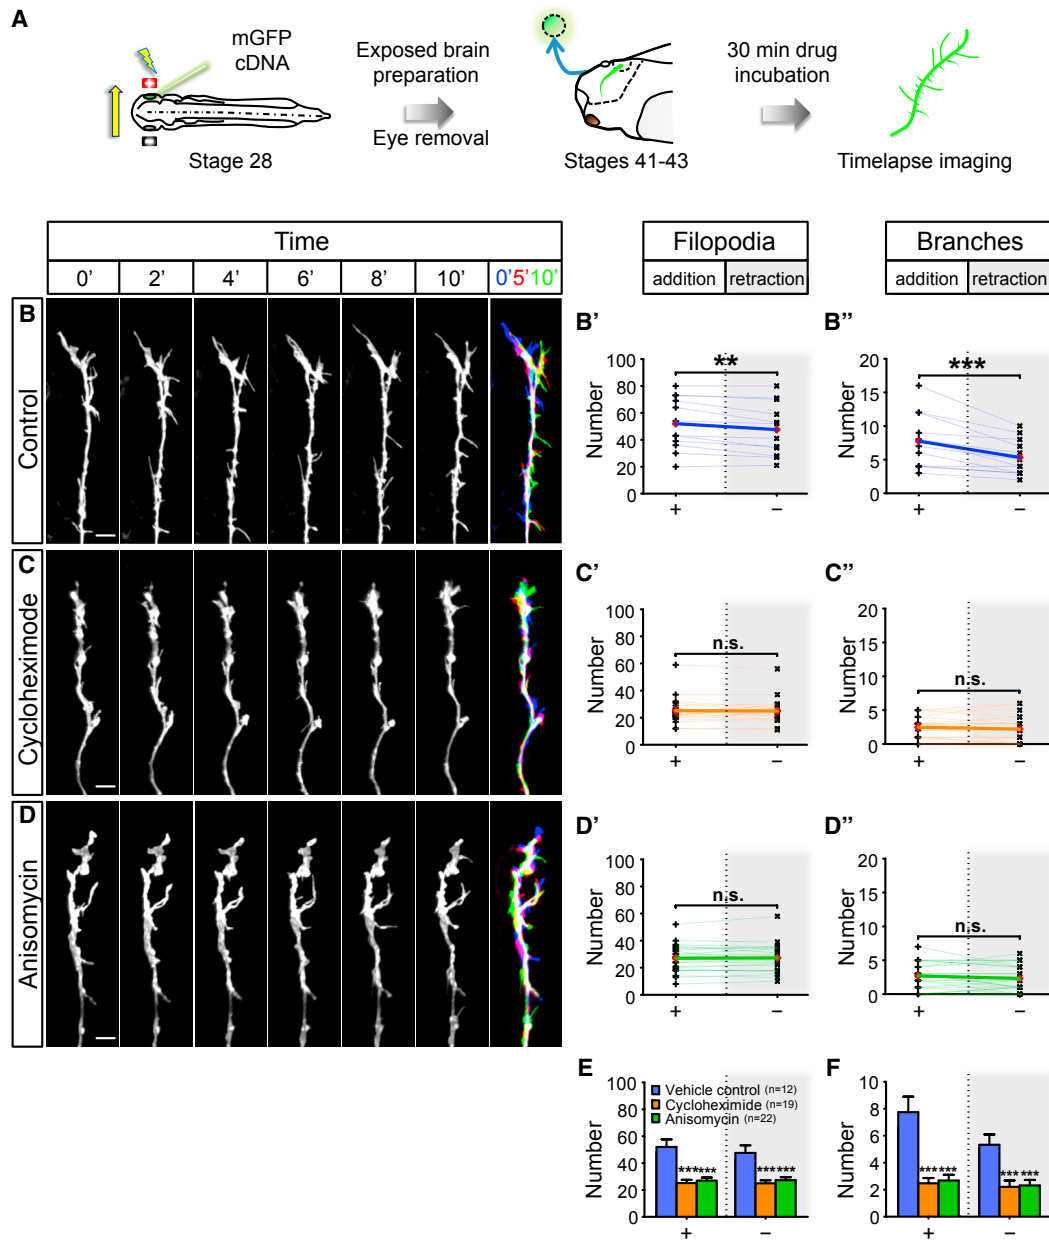 A
mGFP
cDNA
Stage 28
Exposed brain
preparation
Eye removal
Stages 41-43
30 min drug
incubation
Timelapse imaging
Time
0' 2' 4' 6' 8' 10' 0'5'10'
Filopodia
addition retraction
Branches
addition retraction
B
Control
B'
Number
100
80
60
40
20
0
**
+ −
B''
Number
20
15
10
5
0
***
+ −
C
Cycloheximode
C'
Number
100
80
60
40
20
0
n.s.
+ −
C''
Number
20
15
10
5
0
n.s.
+ −
D
Anisomycin
D'
Number
100
80
60
40
20
0
n.s.
+ −
D''
Number
20
15
10
5
0
n.s.
+ −
E
Number
100
80
60
40
20
0
Vehicle control (n=12)
Cycloheximide (n=19)
Anisomycin (n=22)
*** *** *** ***
+ −
F
Number
8
6
4
2
0
*** *** *** ***
+ −